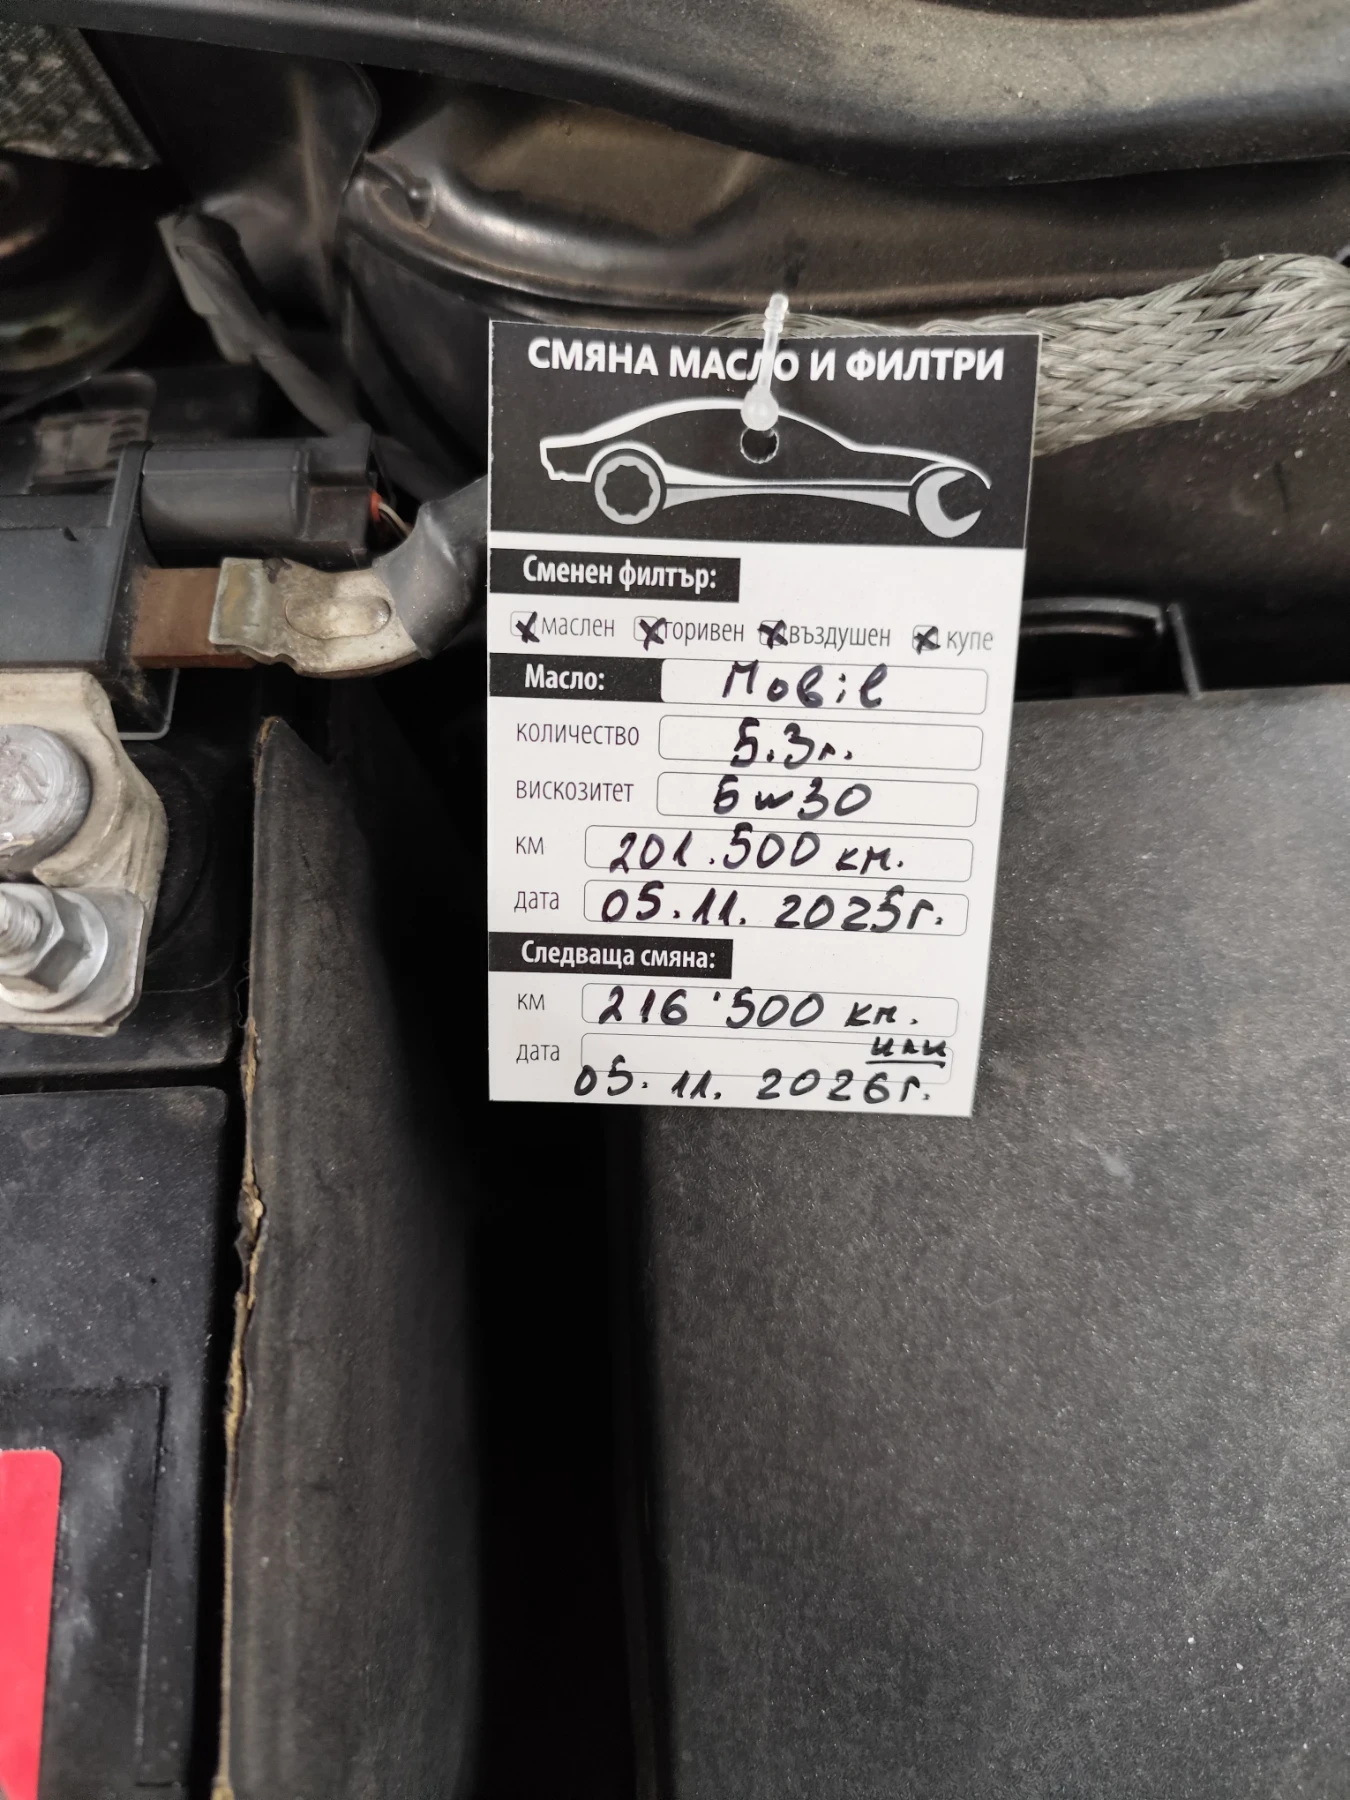 СМЯНА МАСЛО И ФИЛТРИ
Сменен филтър:
маслен торивен въздушен купе
Масло: Mobil
количество 5.3л.
вискозитет 5w30
км 201.500 км.
дата 05.11.2025г.
Следваща смяна:
км 216'500 км.
или
дата 05.11.2026г.